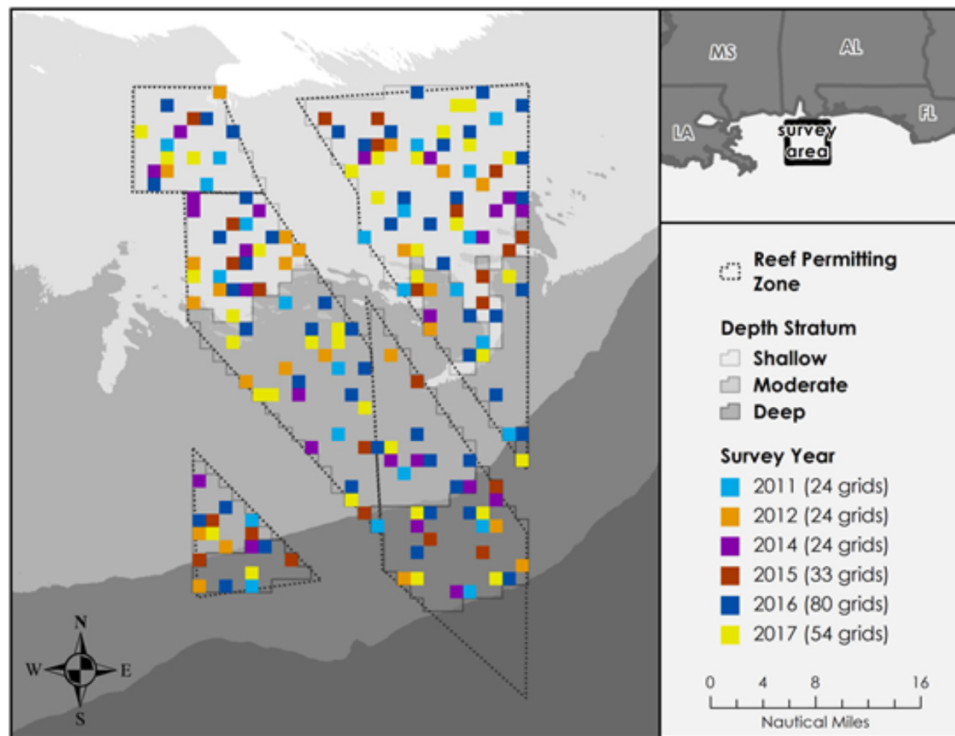 MS
AL
LA
FL
survey
area
Reef Permitting
Zone
Depth Stratum
Shallow
Moderate
Deep
Survey Year
2011 (24 grids)
2012 (24 grids)
2014 (24 grids)
2015 (33 grids)
2016 (80 grids)
2017 (54 grids)
N
W E
S
0 4 8 16
Nautical Miles